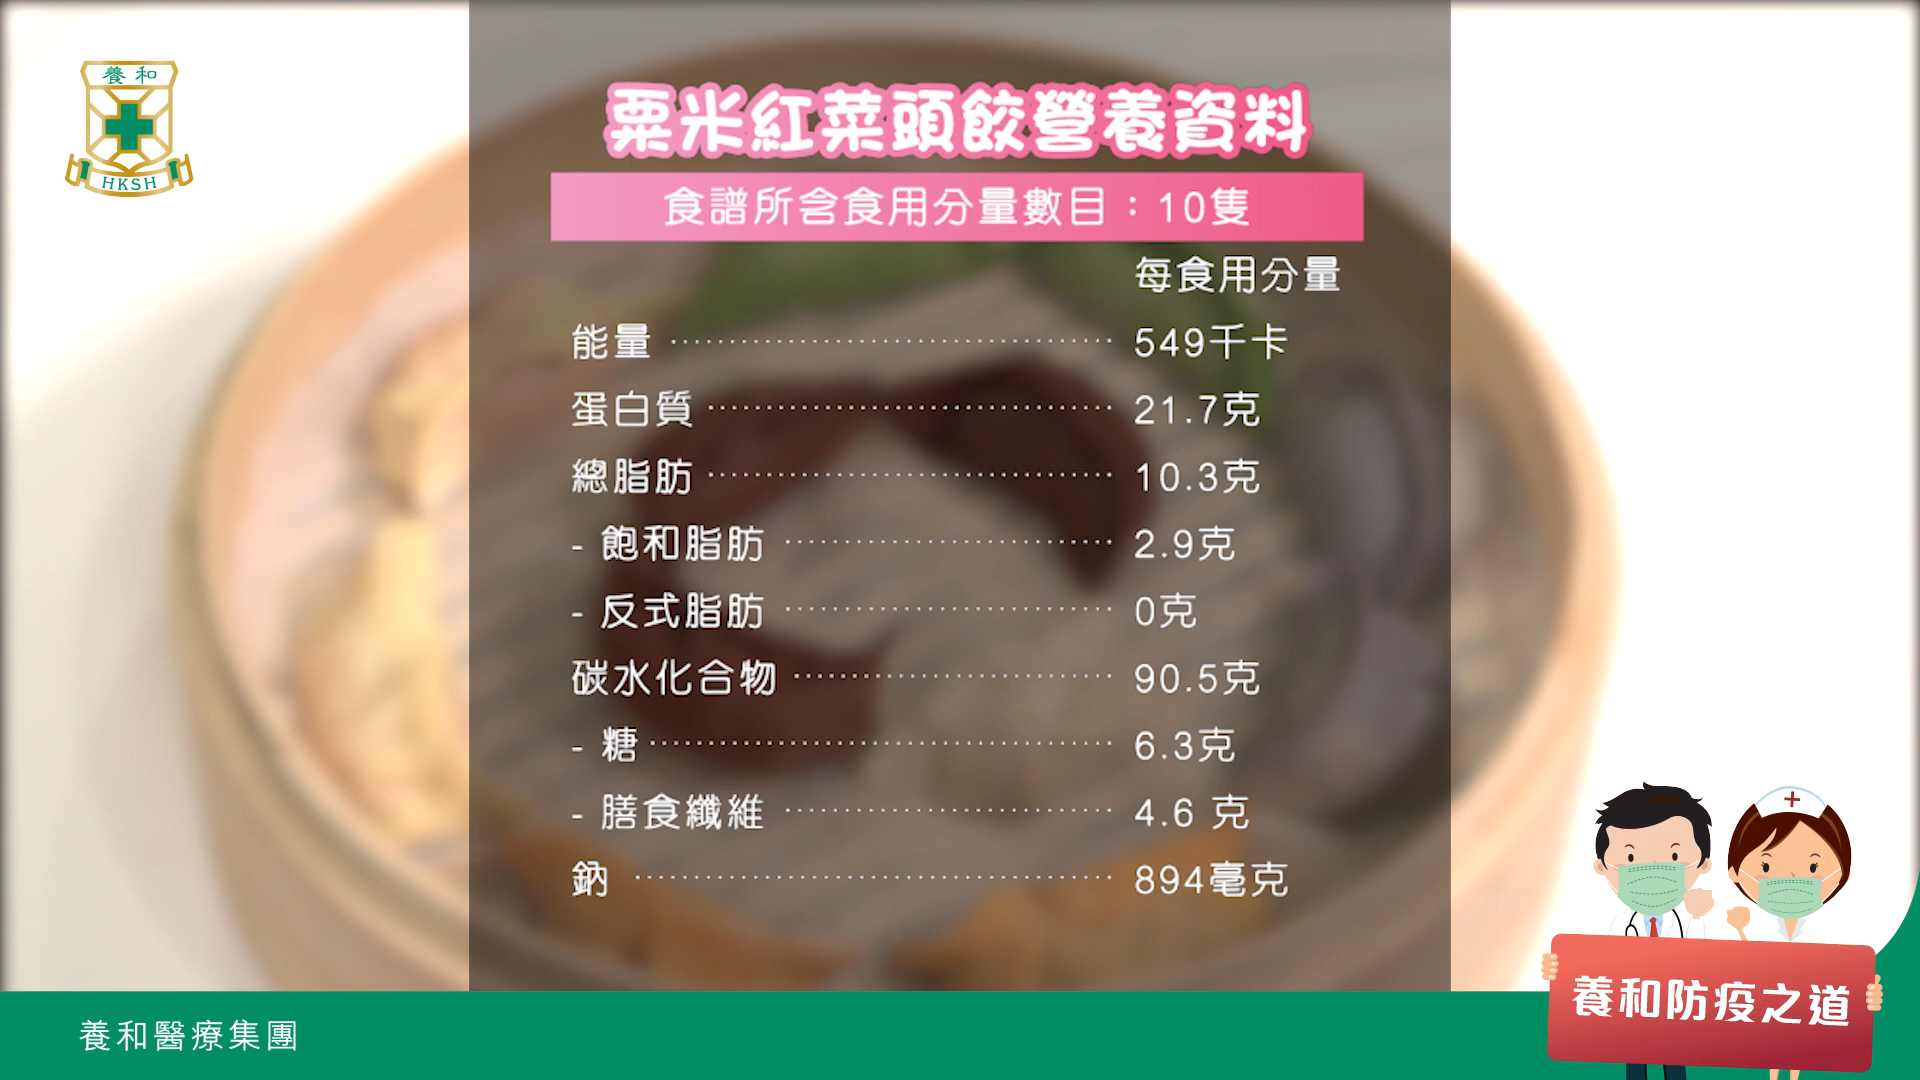 養和
HKSH
粟米紅菜頭餃營養資料
食譜所含食用分量數目：10隻
每食用分量
能量 549千卡
蛋白質 21.7克
總脂肪 10.3克
- 飽和脂肪 2.9克
- 反式脂肪 0克
碳水化合物 90.5克
- 糖 6.3克
- 膳食纖維 4.6 克
鈉 894毫克
養和防疫之道
養和醫療集團